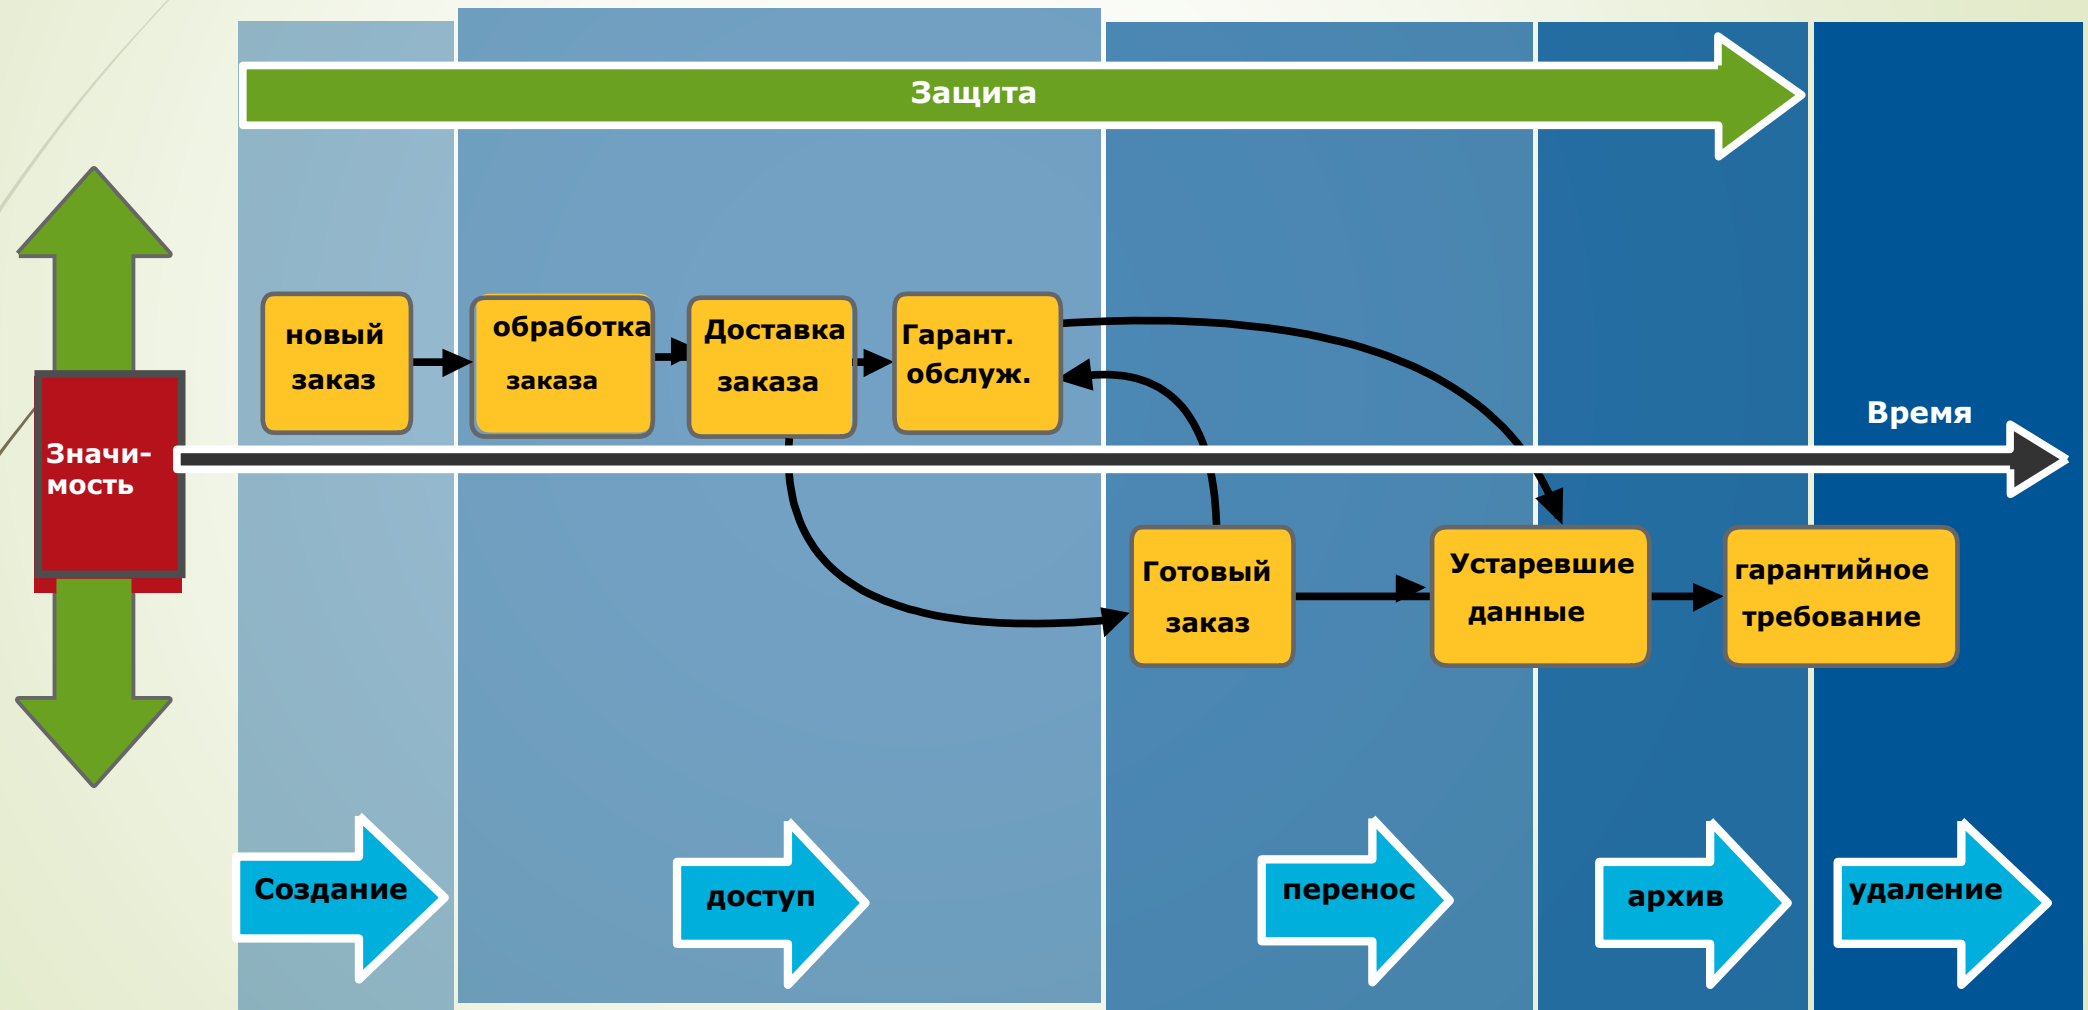 Защита
новый
заказ
обработка
заказа
Доставка
заказа
Гарант.
обслуж.
Время
Значи-
мость
Готовый
заказ
Устаревшие
данные
гарантийное
требование
Создание
доступ
перенос
архив
удаление